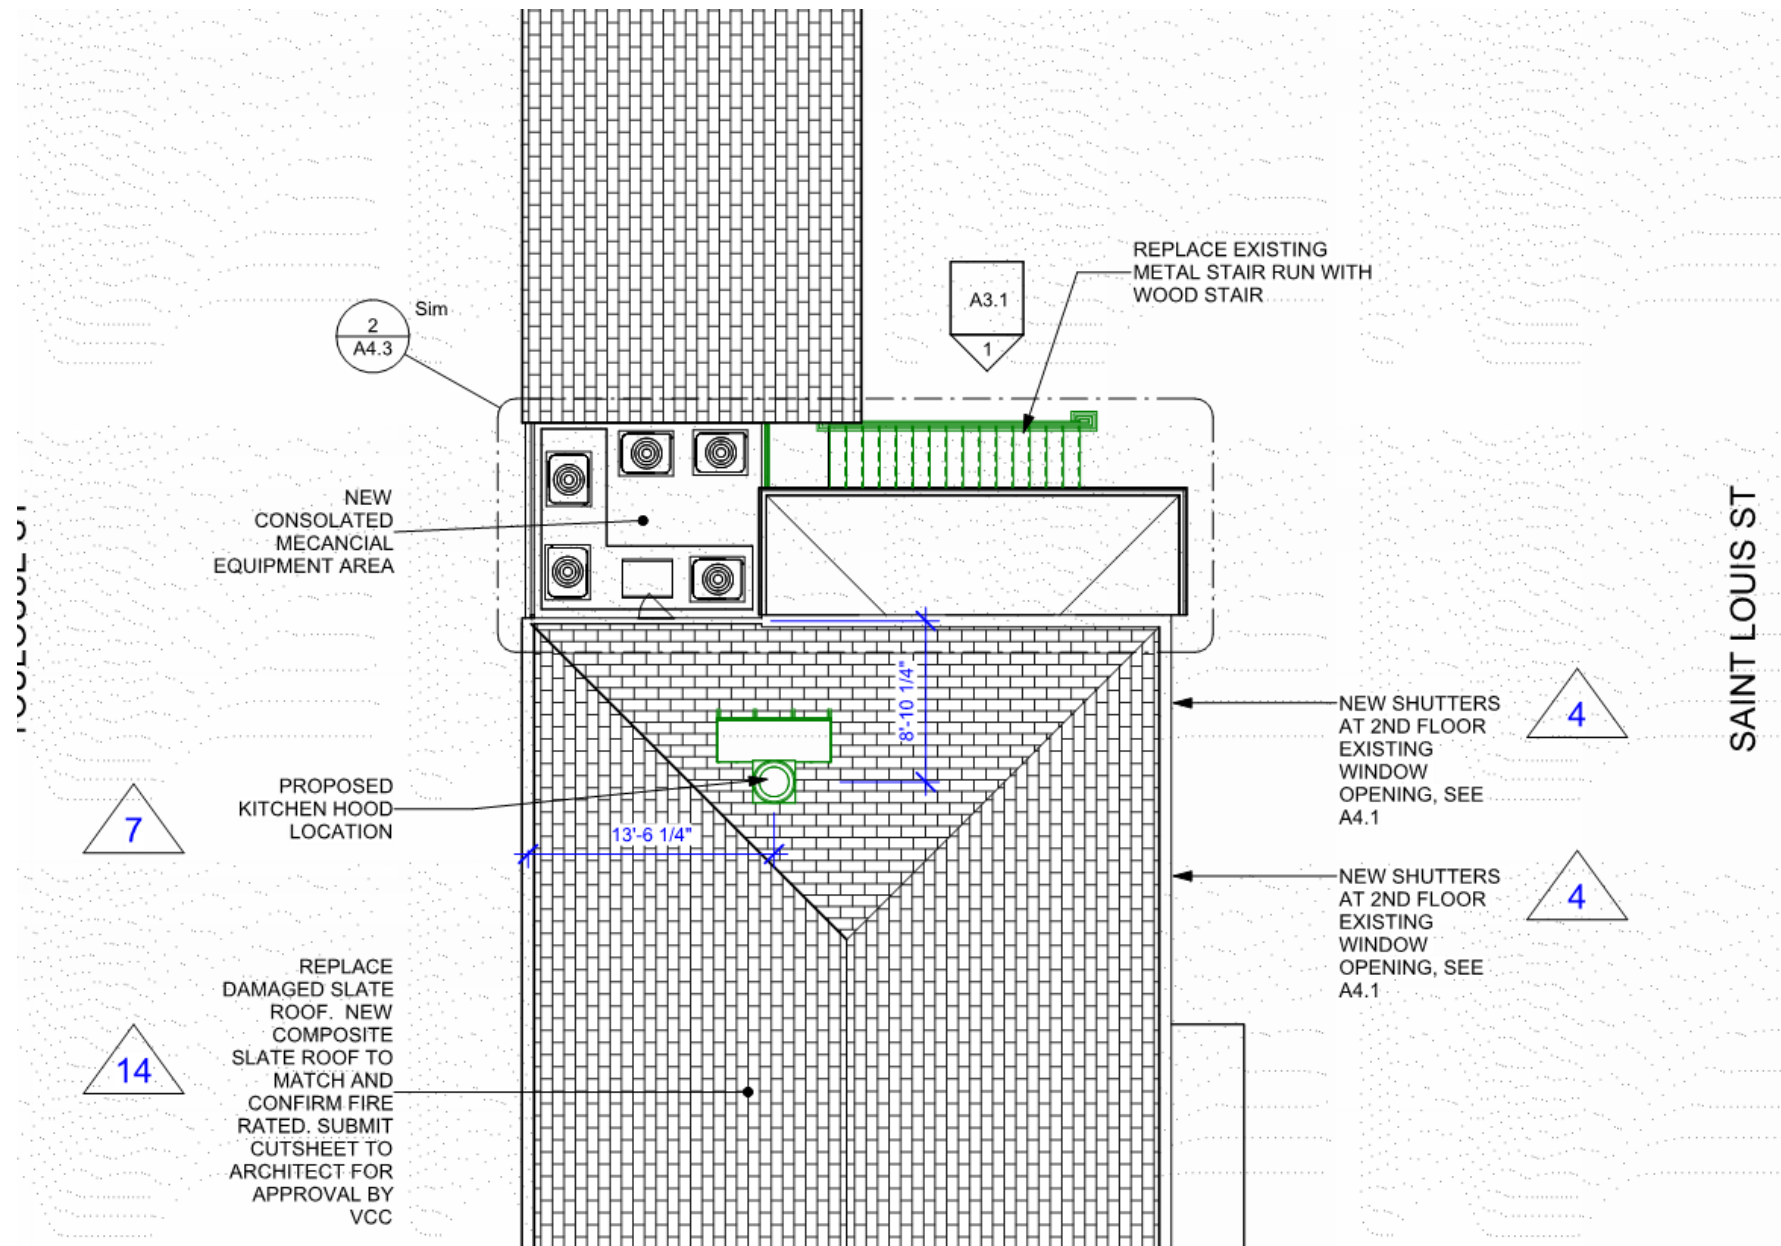 REPLACE EXISTING
METAL STAIR RUN WITH
WOOD STAIR
A3.1
1
2
A4.3
Sim
NEW
CONSOLATED
MECANCIAL
EQUIPMENT AREA
SAINT LOUIS ST
8'-10 1/4"
NEW SHUTTERS
AT 2ND FLOOR
EXISTING
WINDOW
OPENING, SEE
A4.1
4
PROPOSED
KITCHEN HOOD
LOCATION
7
13'-6 1/4"
NEW SHUTTERS
AT 2ND FLOOR
EXISTING
WINDOW
OPENING, SEE
A4.1
4
REPLACE
DAMAGED SLATE
ROOF.  NEW
COMPOSITE
SLATE ROOF TO
MATCH AND
CONFIRM FIRE
RATED. SUBMIT
CUTSHEET TO
ARCHITECT FOR
APPROVAL BY
VCC
14